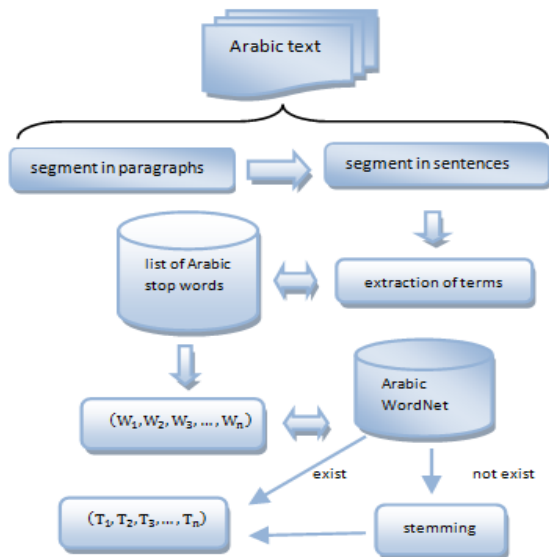 Arabic text
segment in paragraphs
segment in sentences
list of Arabic
stop words
extraction of terms
(W₁,W₂,W₃,...,Wₙ)
Arabic
WordNet
exist
not exist
(T₁,T₂,T₃,...,Tₙ)
stemming